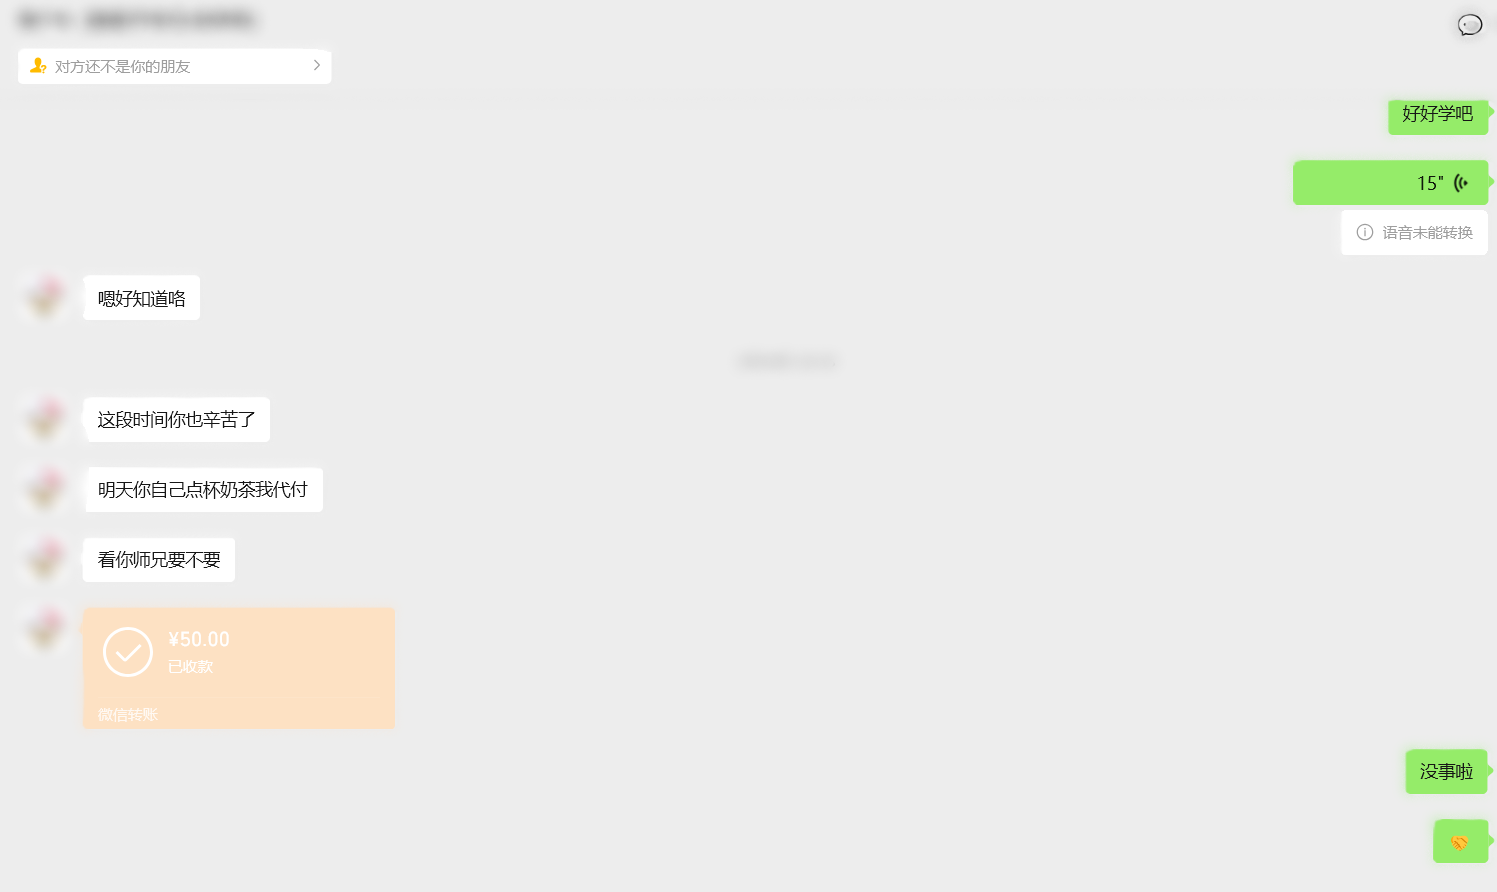 对方还不是你的朋友
好好学吧
15"
语音未能转换
嗯好知道咯
这段时间你也辛苦了
明天你自己点杯奶茶我代付
看你师兄要不要
¥50.00
已收款
微信转账
没事啦